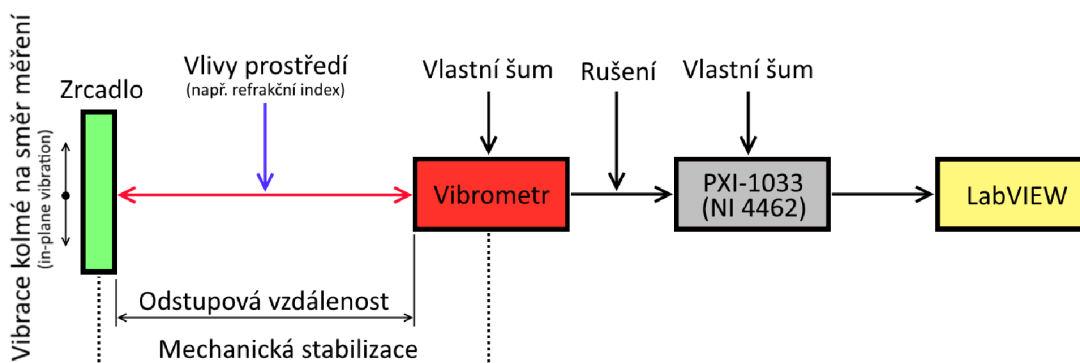 Vibrace kolmé na směr měření
(in-plane vibration)
Zrcadlo
Vlivy prostředí
(např. refrakční index)
Vlastní šum
Rušení
Vlastní šum
Vibrometr
PXI-1033
(NI 4462)
LabVIEW
Odstupová vzdálenost
Mechanická stabilizace